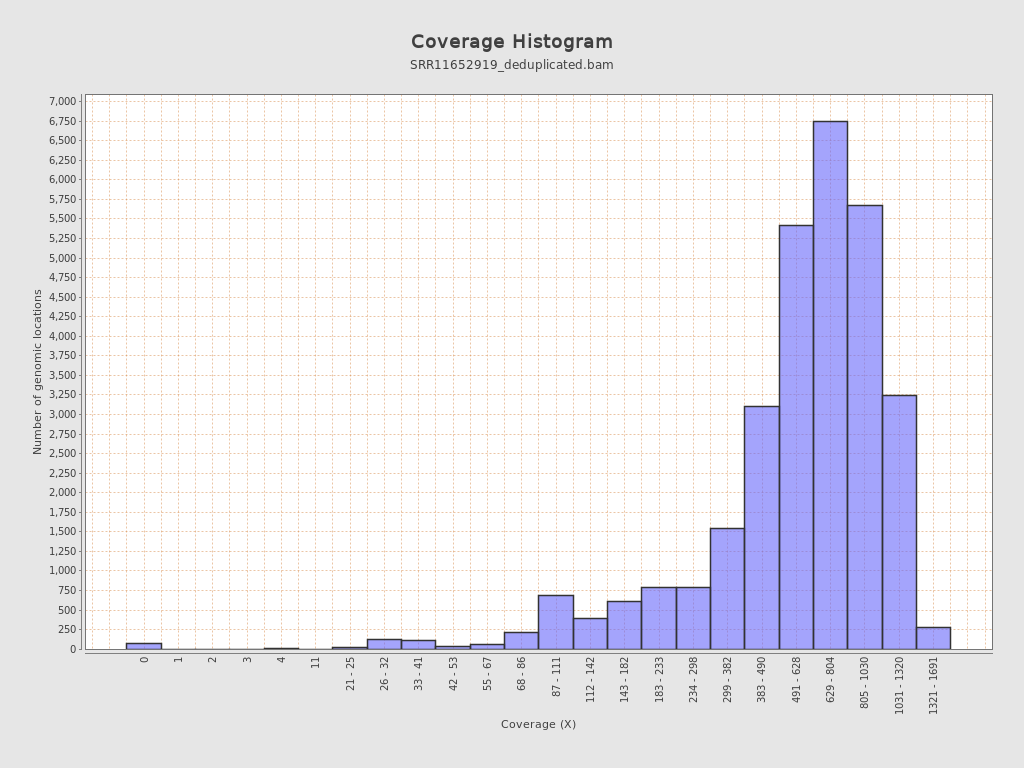 Coverage Histogram
SRR11652919_deduplicated.bam
Number of genomic locations
7,000
6,750
6,500
6,250
6,000
5,750
5,500
5,250
5,000
4,750
4,500
4,250
4,000
3,750
3,500
3,250
3,000
2,750
2,500
2,250
2,000
1,750
1,500
1,250
1,000
750
500
250
0
0
1
2
3
4
11
21 - 25
26 - 32
33 - 41
42 - 53
55 - 67
68 - 86
87 - 111
112 - 142
143 - 182
183 - 233
234 - 298
299 - 382
383 - 490
491 - 628
629 - 804
805 - 1030
1031 - 1320
1321 - 1691
Coverage (X)